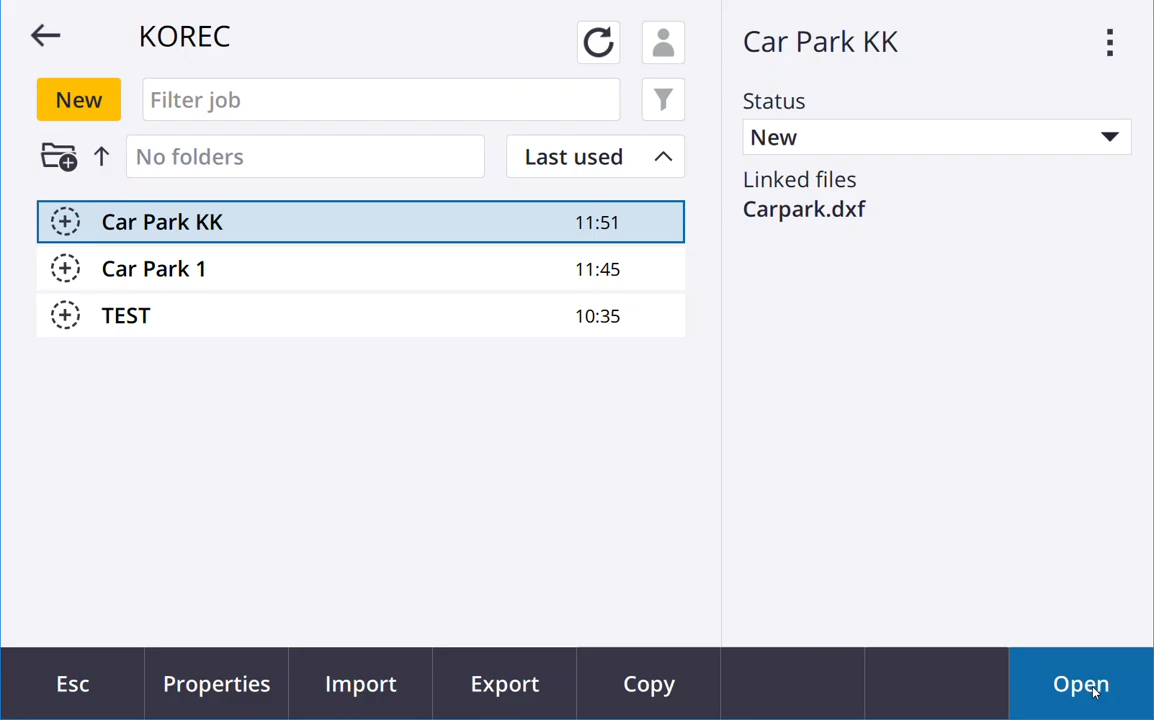 KOREC
New
Filter job
No folders
Last used
Car Park KK 11:51
Car Park 1 11:45
TEST 10:35
Car Park KK
Status
New
Linked files
Carpark.dxf
Esc
Properties
Import
Export
Copy
Open